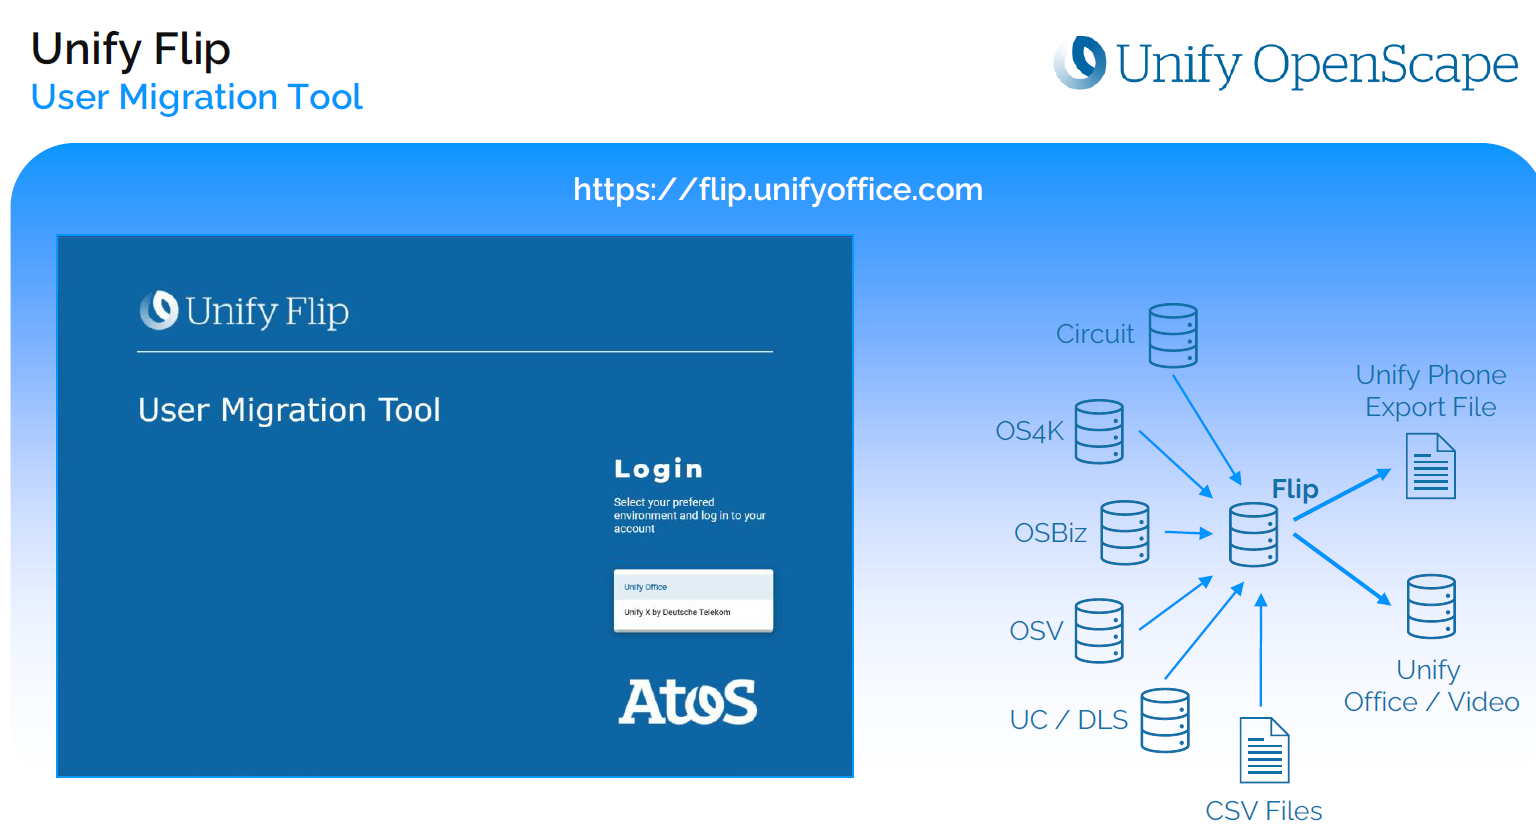 Unify Flip
User Migration Tool
Unify OpenScape
https://flip.unifyoffice.com
Unify Flip
User Migration Tool
Login
Select your prefered
environment and log in to your
account
Unify Office
Unify X by Deutsche Telekom
Atos
Circuit
OS4K
OSBiz
OSV
UC / DLS
CSV Files
Flip
Unify Phone
Export File
Unify
Office / Video